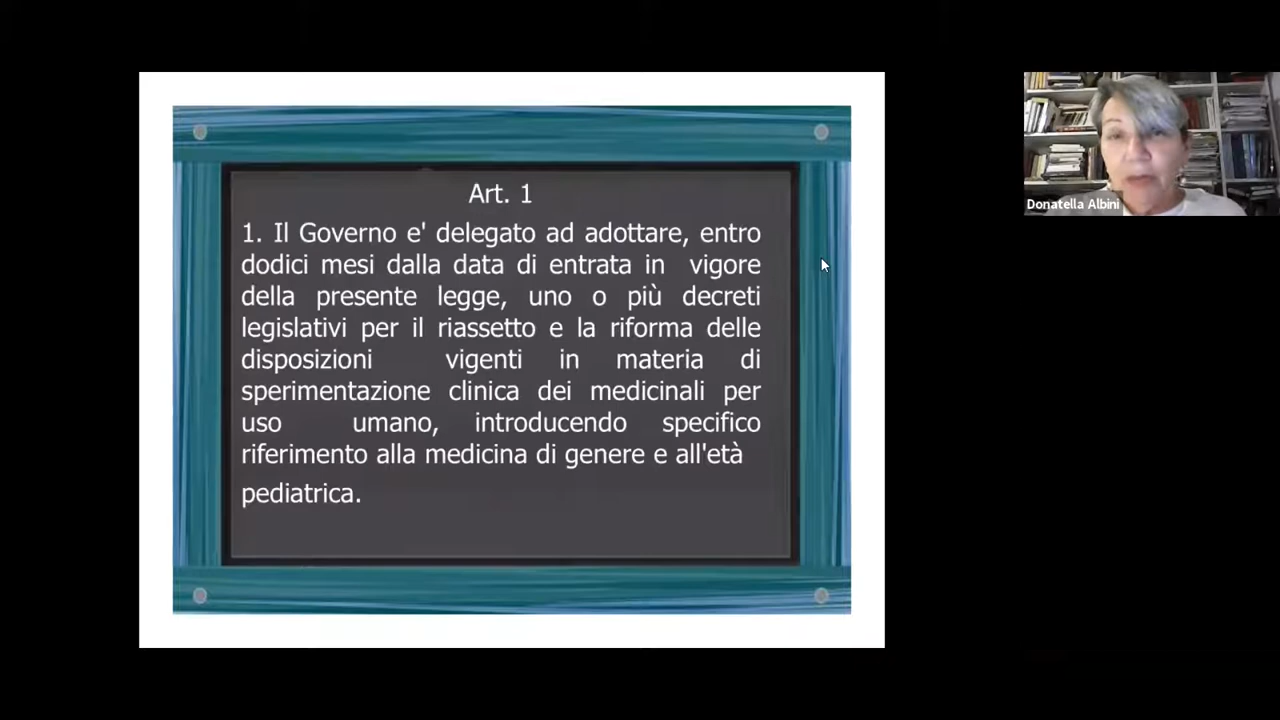 Art. 1
1. Il Governo e' delegato ad adottare, entro
dodici mesi dalla data di entrata in vigore
della presente legge, uno o più decreti
legislativi per il riassetto e la riforma delle
disposizioni vigenti in materia di
sperimentazione clinica dei medicinali per
uso umano, introducendo specifico
riferimento alla medicina di genere e all'età
pediatrica.
Donatella Albini